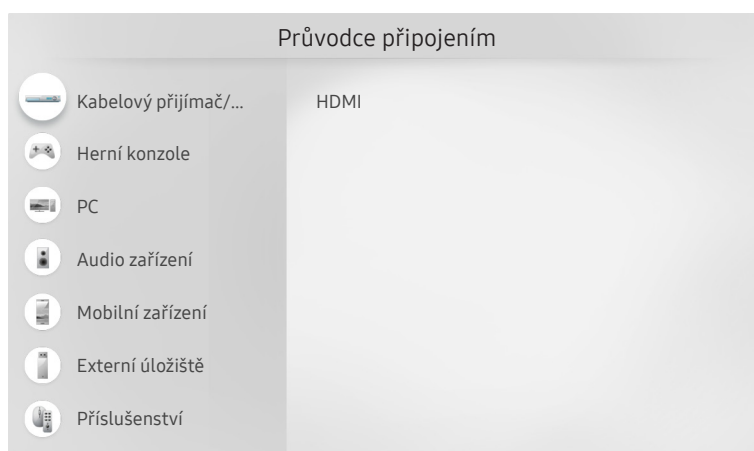 Průvodce připojením
Kabelový přijímač/...
HDMI
Herní konzole
PC
Audio zařízení
Mobilní zařízení
Externí úložiště
Příslušenství